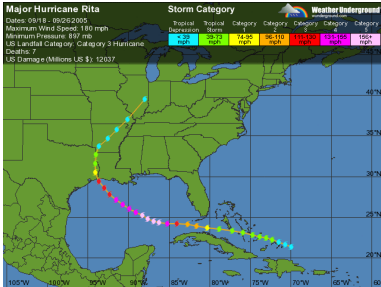 Major Hurricane Rita
Dates: 09/18 - 09/26/2005
Maximum Wind Speed: 180 mph
Minimum Pressure: 897 mb
US Landfall Category: Category 3 Hurricane
Deaths: 7
US Damage (Millions US $): 12037
Storm Category
Weather Underground
wunderground.com
Tropical Depression
Tropical Storm
Category 1
Category 2
Category 3
Category 4
Category 5
< 39 mph
39-73 mph
74-95 mph
96-110 mph
111-130 mph
131-155 mph
156+ mph
45°N
40°N
35°N
30°N
25°N
20°N
105°W
100°W
95°W
90°W
85°W
80°W
75°W
70°W
65°W